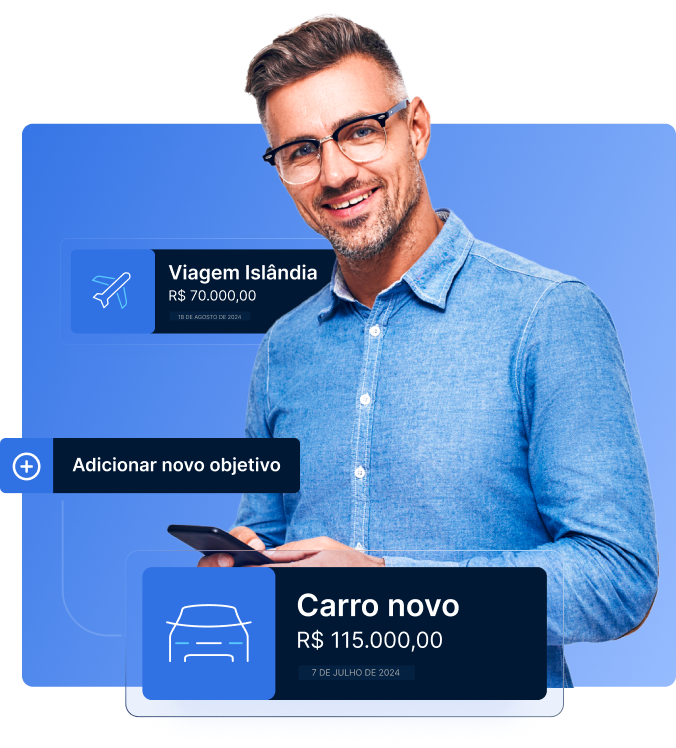 Viagem Islândia
R$ 70.000,00
18 DE AGOSTO DE 2024
Adicionar novo objetivo
Carro novo
R$ 115.000,00
7 DE JULHO DE 2024